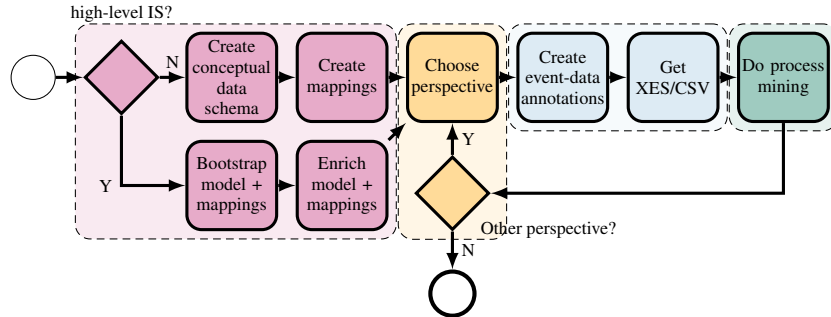 high-level IS?
N
Create
conceptual
data
schema
Create
mappings
Choose
perspective
Create
event-data
annotations
Get
XES/CSV
Do process
mining
Y
Bootstrap
model +
mappings
Enrich
model +
mappings
Y
Other perspective?
N